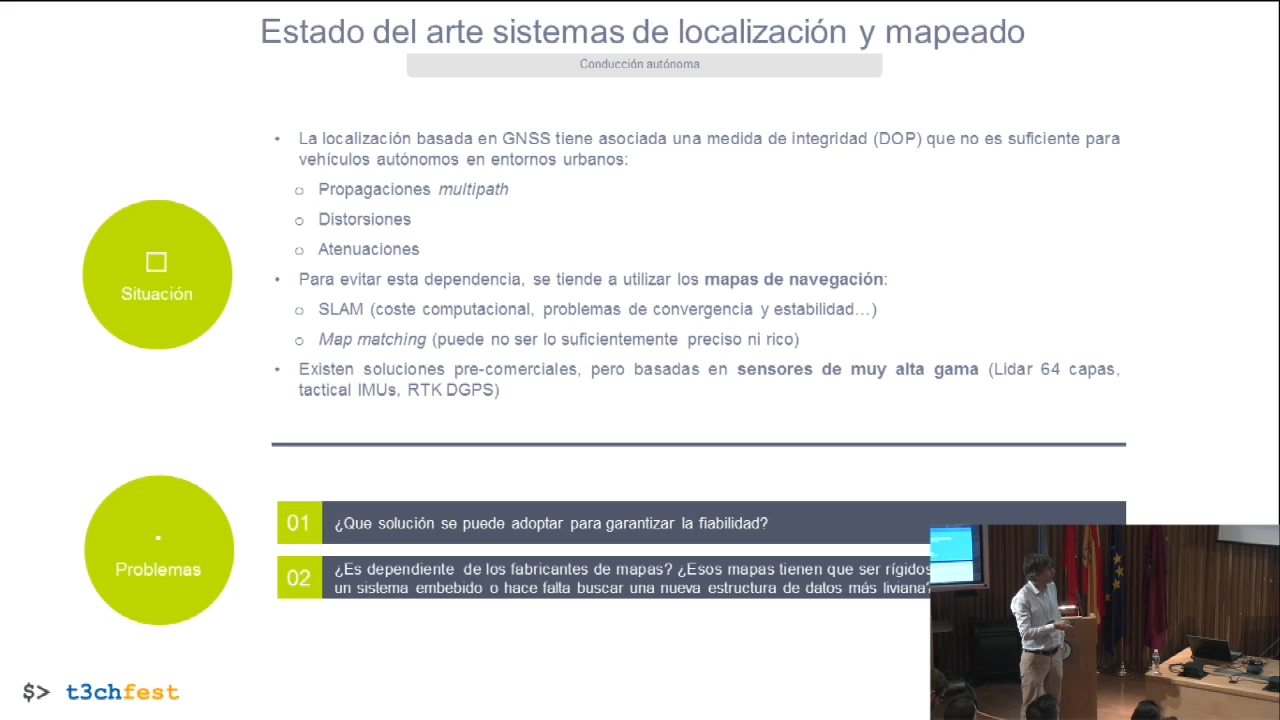 Estado del arte sistemas de localización y mapeado
Conducción autónoma
• La localización basada en GNSS tiene asociada una medida de integridad (DOP) que no es suficiente para
vehículos autónomos en entornos urbanos:
o Propagaciones multipath
o Distorsiones
o Atenuaciones
• Para evitar esta dependencia, se tiende a utilizar los mapas de navegación:
o SLAM (coste computacional, problemas de convergencia y estabilidad…)
o Map matching (puede no ser lo suficientemente preciso ni rico)
• Existen soluciones pre-comerciales, pero basadas en sensores de muy alta gama (Lidar 64 capas,
tactical IMUs, RTK DGPS)
Situación
Problemas
01 ¿Que solución se puede adoptar para garantizar la fiabilidad?
02 ¿Es dependiente de los fabricantes de mapas? ¿Esos mapas tienen que ser rígidos
un sistema embebido o hace falta buscar una nueva estructura de datos más liviana?
$> t3chfest